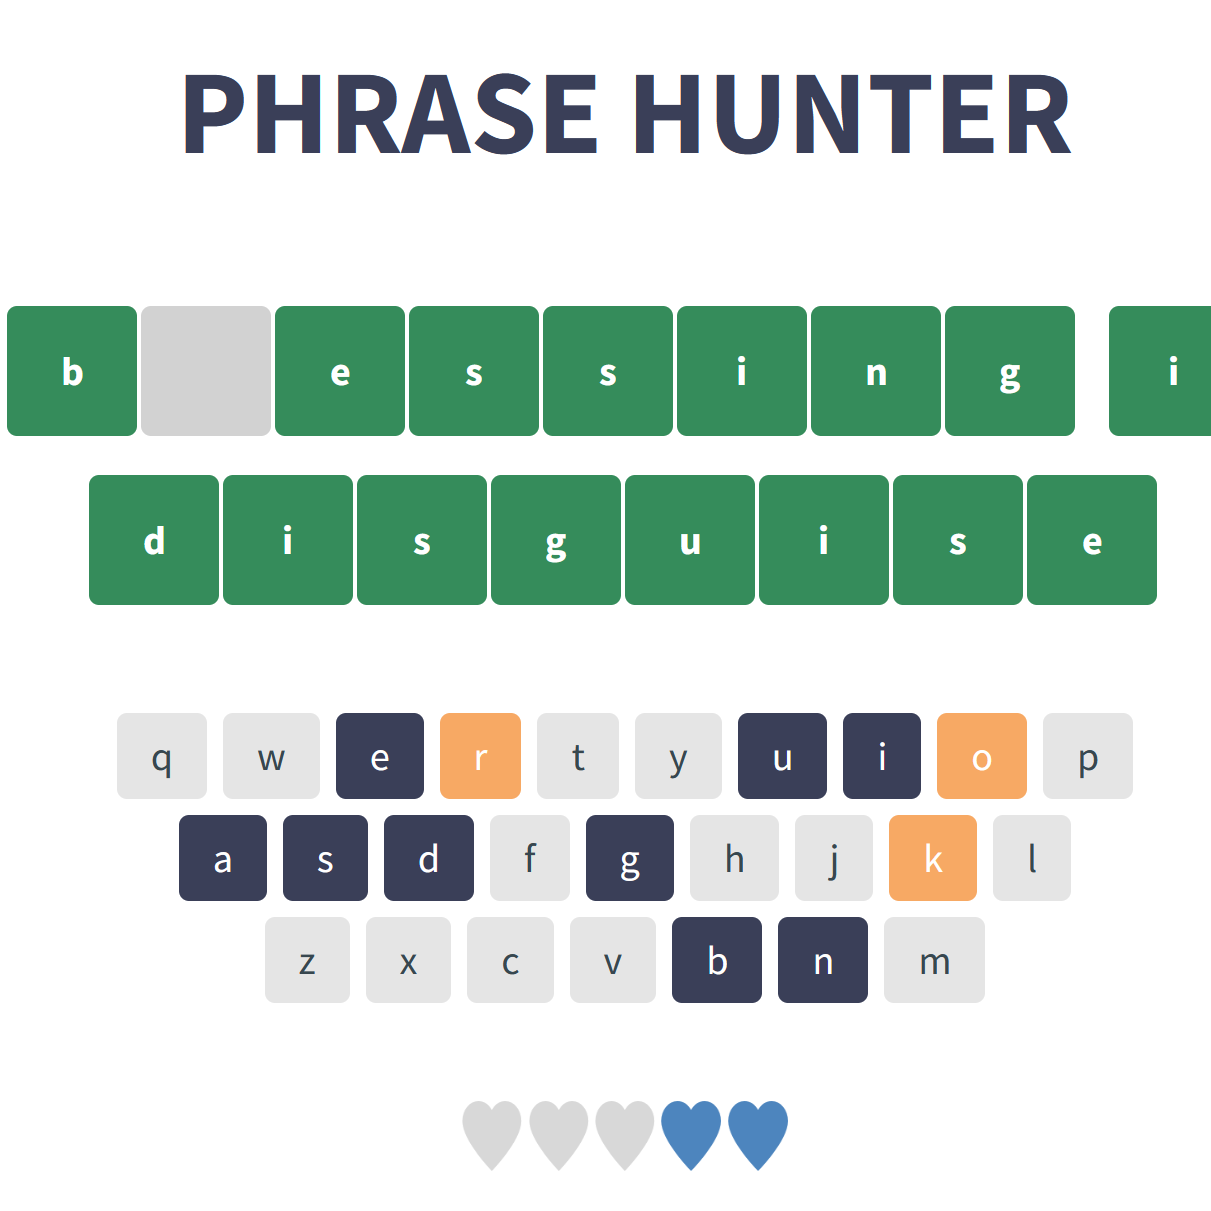 PHRASE HUNTER
b e s s i n g i
d i s g u i s e
q w e r t y u i o p
a s d f g h j k l
z x c v b n m